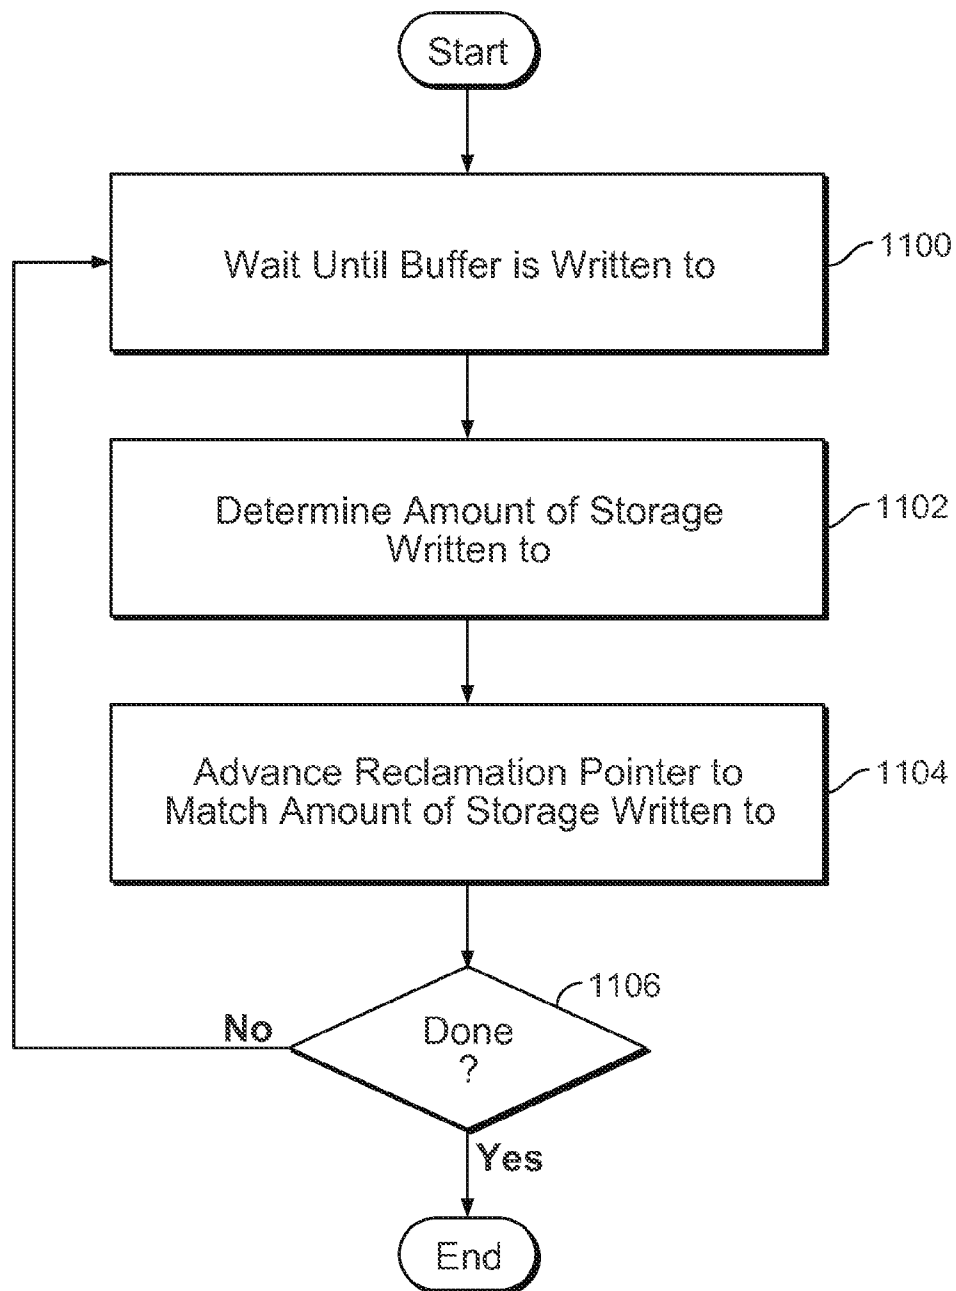 Start
Wait Until Buffer is Written to
1100
Determine Amount of Storage
Written to
1102
Advance Reclamation Pointer to
Match Amount of Storage Written to
1104
1106
Done
?
No
Yes
End